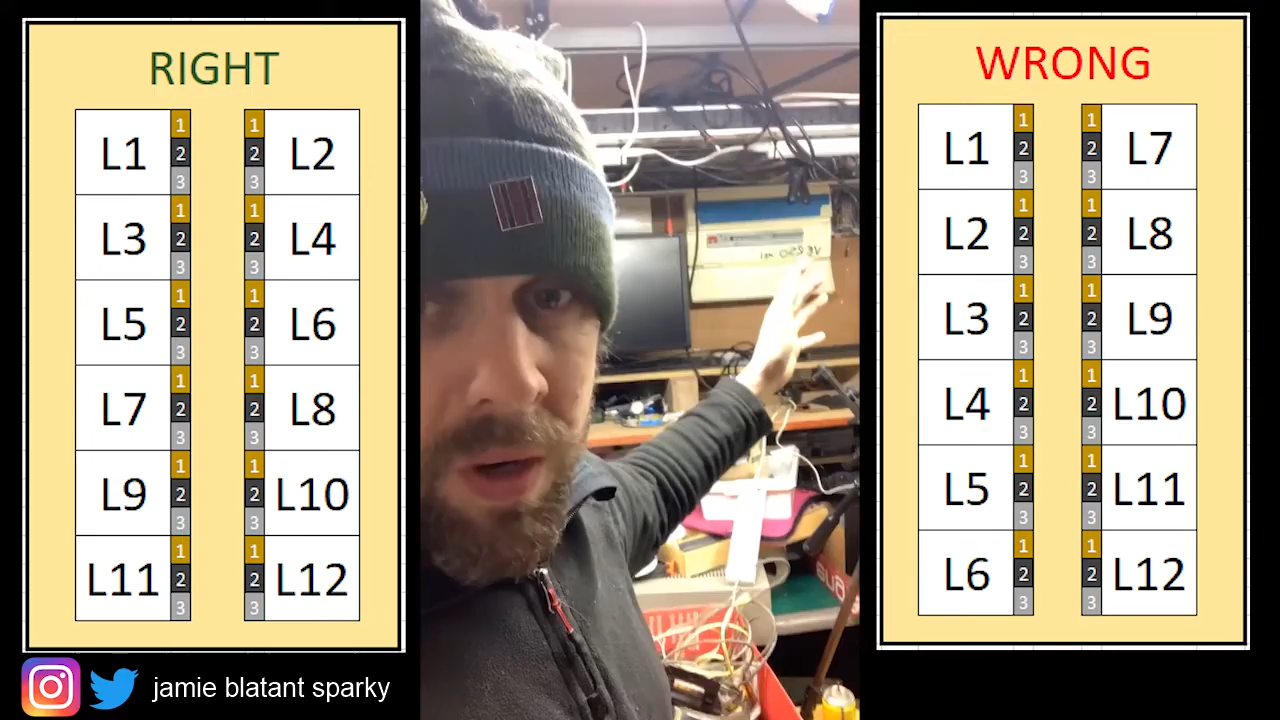 RIGHT
1 1
L1 2 2 L2
3 3
1 1
L3 2 2 L4
3 3
1 1
L5 2 2 L6
3 3
1 1
L7 2 2 L8
3 3
1 1
L9 2 2 L10
3 3
1 1
L11 2 2 L12
3 3
jamie blatant sparky
WRONG
1 1
L1 2 2 L7
3 3
1 1
L2 2 2 L8
3 3
1 1
L3 2 2 L9
3 3
1 1
L4 2 2 L10
3 3
1 1
L5 2 2 L11
3 3
1 1
L6 2 2 L12
3 3